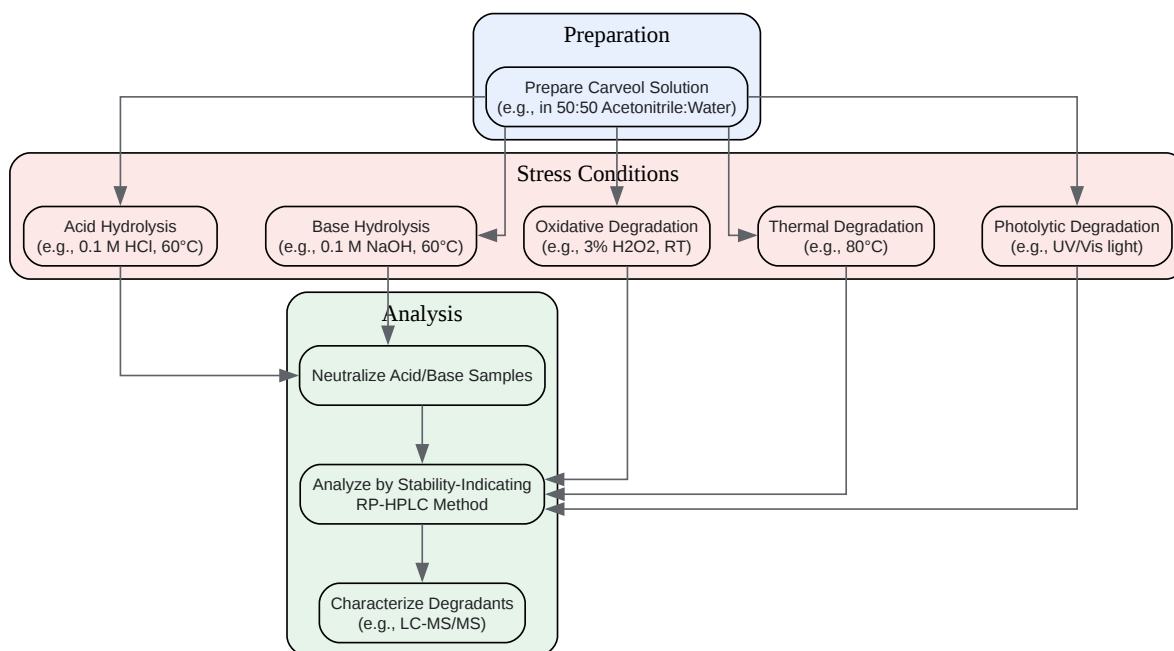 Preparation
Prepare Carveol Solution
(e.g., in 50:50 Acetonitrile:Water)
Stress Conditions
Acid Hydrolysis
(e.g., 0.1 M HCl, 60°C)
Base Hydrolysis
(e.g., 0.1 M NaOH, 60°C)
Oxidative Degradation
(e.g., 3% H2O2, RT)
Thermal Degradation
(e.g., 80°C)
Photolytic Degradation
(e.g., UV/Vis light)
Analysis
Neutralize Acid/Base Samples
Analyze by Stability-Indicating
RP-HPLC Method
Characterize Degradants
(e.g., LC-MS/MS)